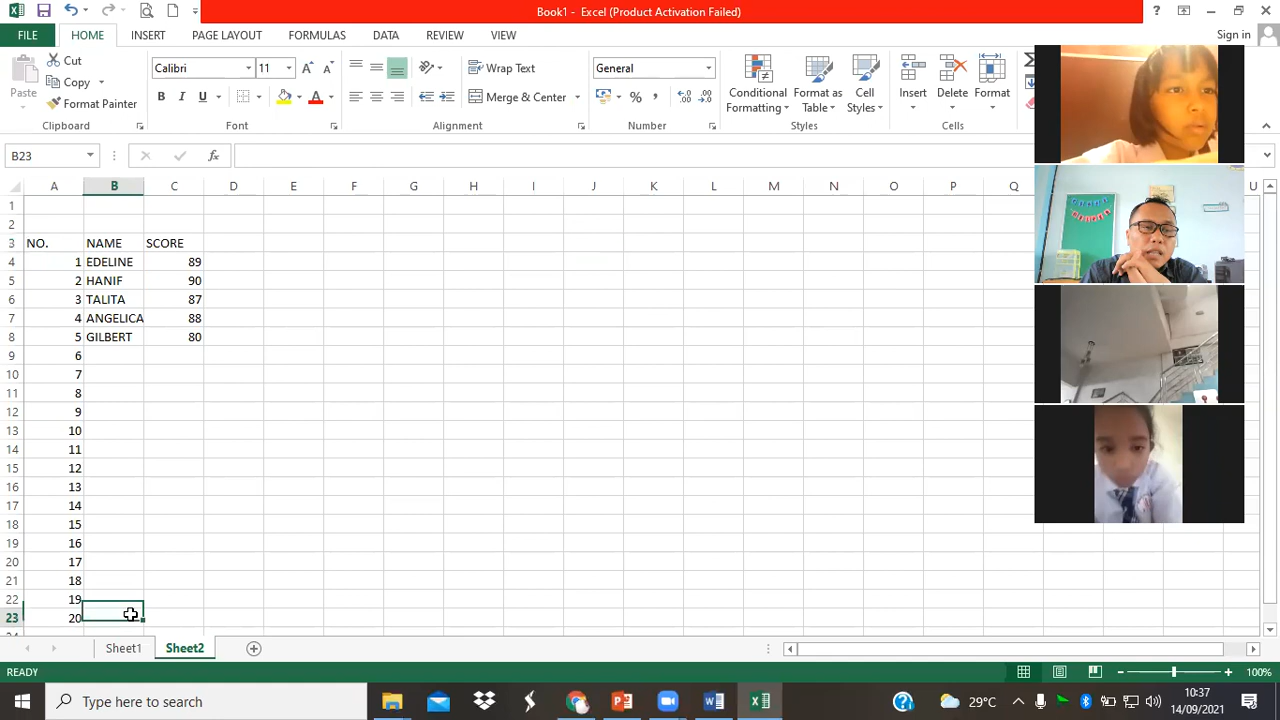 Book1 - Excel (Product Activation Failed)
FILE HOME INSERT PAGE LAYOUT FORMULAS DATA REVIEW VIEW Sign in
Paste Cut Copy Format Painter Clipboard
Calibri 11 B I U Font
Wrap Text Merge & Center Alignment
General % , Number
Conditional Formatting Format as Table Cell Styles Styles
Insert Delete Format Cells
B23 fx
A B C D E F G H I J K L M N O P Q U
1
2
3 NO. NAME SCORE
4 1 EDELINE 89
5 2 HANIF 90
6 3 TALITA 87
7 4 ANGELICA 88
8 5 GILBERT 80
9 6
10 7
11 8
12 9
13 10
14 11
15 12
16 13
17 14
18 15
19 16
20 17
21 18
22 19
23 20
Sheet1 Sheet2
READY 100%
Type here to search 29°C 10:37
14/09/2021